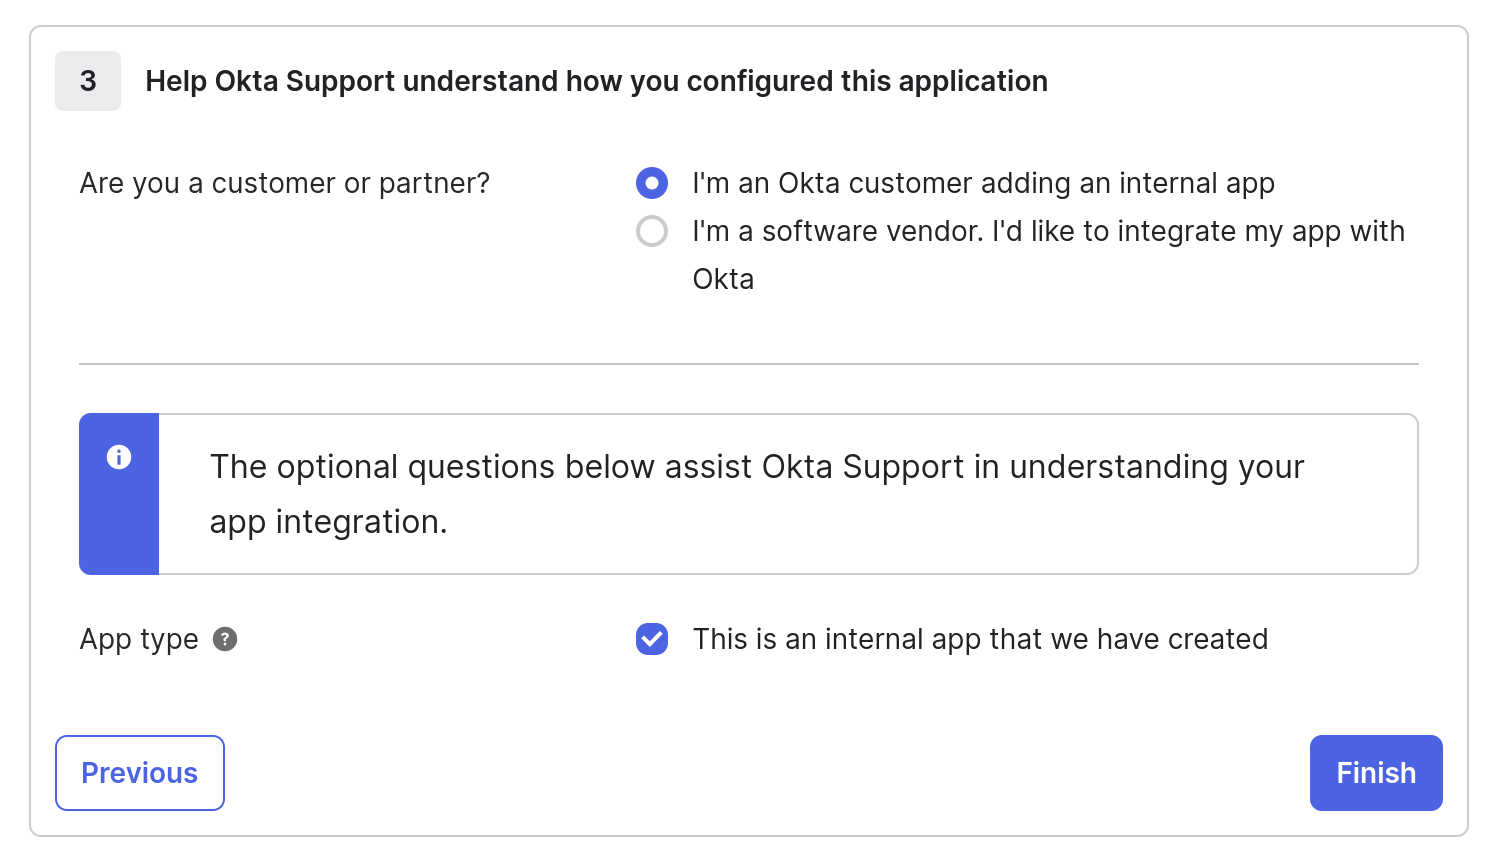 3
Help Okta Support understand how you configured this application
Are you a customer or partner?
I'm an Okta customer adding an internal app
I'm a software vendor. I'd like to integrate my app with
Okta
The optional questions below assist Okta Support in understanding your
app integration.
App type
This is an internal app that we have created
Previous
Finish